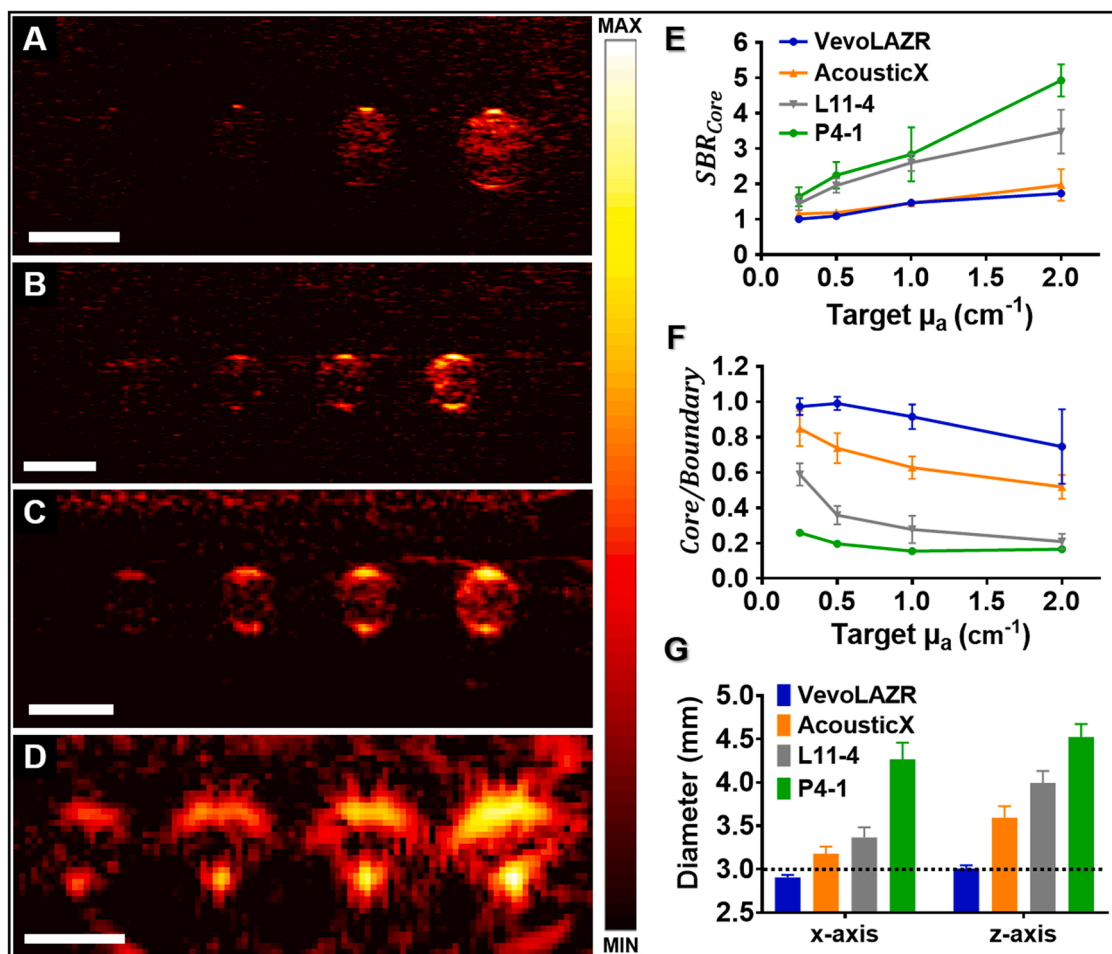 A
B
C
D
MAX
MIN
E
VevoLAZR
AcousticX
L11-4
P4-1
SBR_Core
6
5
4
3
2
1
0
0.0 0.5 1.0 1.5 2.0
Target μₐ (cm⁻¹)
F
Core/Boundary
1.2
1.0
0.8
0.6
0.4
0.2
0.0
0.0 0.5 1.0 1.5 2.0
Target μₐ (cm⁻¹)
G
VevoLAZR
AcousticX
L11-4
P4-1
Diameter (mm)
5.0
4.5
4.0
3.5
3.0
2.5
x-axis z-axis